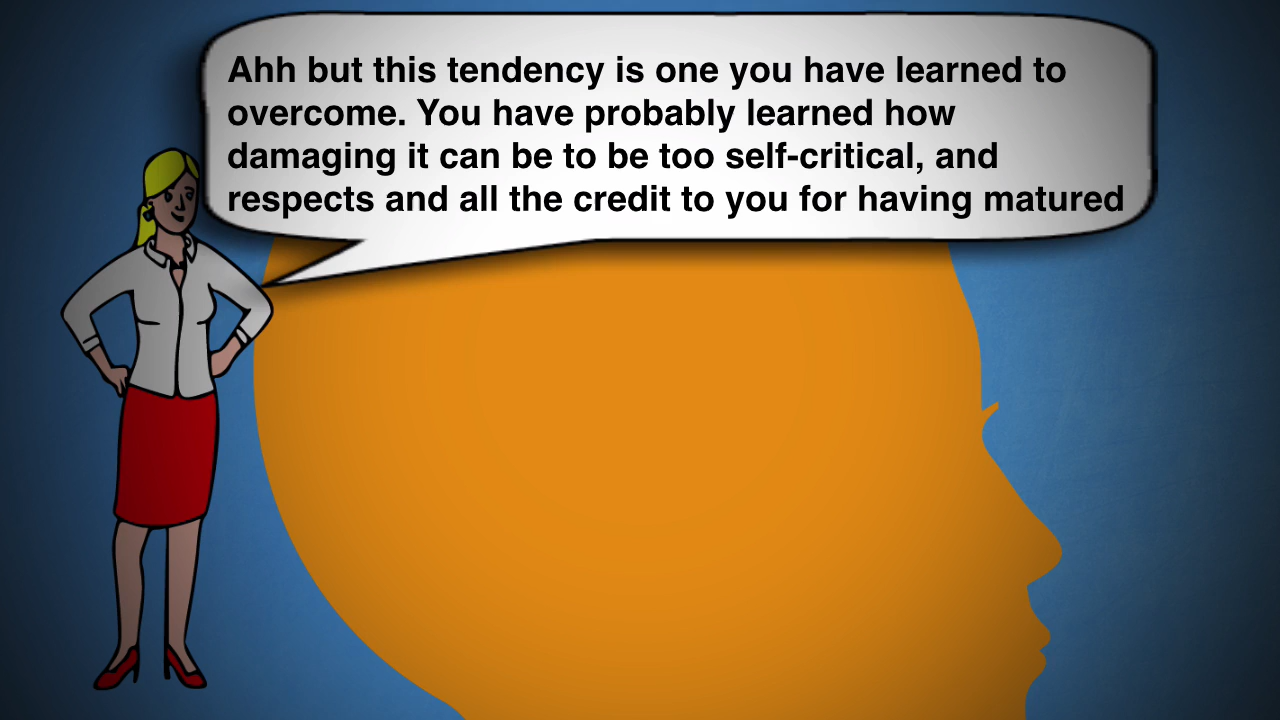 Ahh but this tendency is one you have learned to
overcome. You have probably learned how
damaging it can be to be too self-critical, and
respects and all the credit to you for having matured